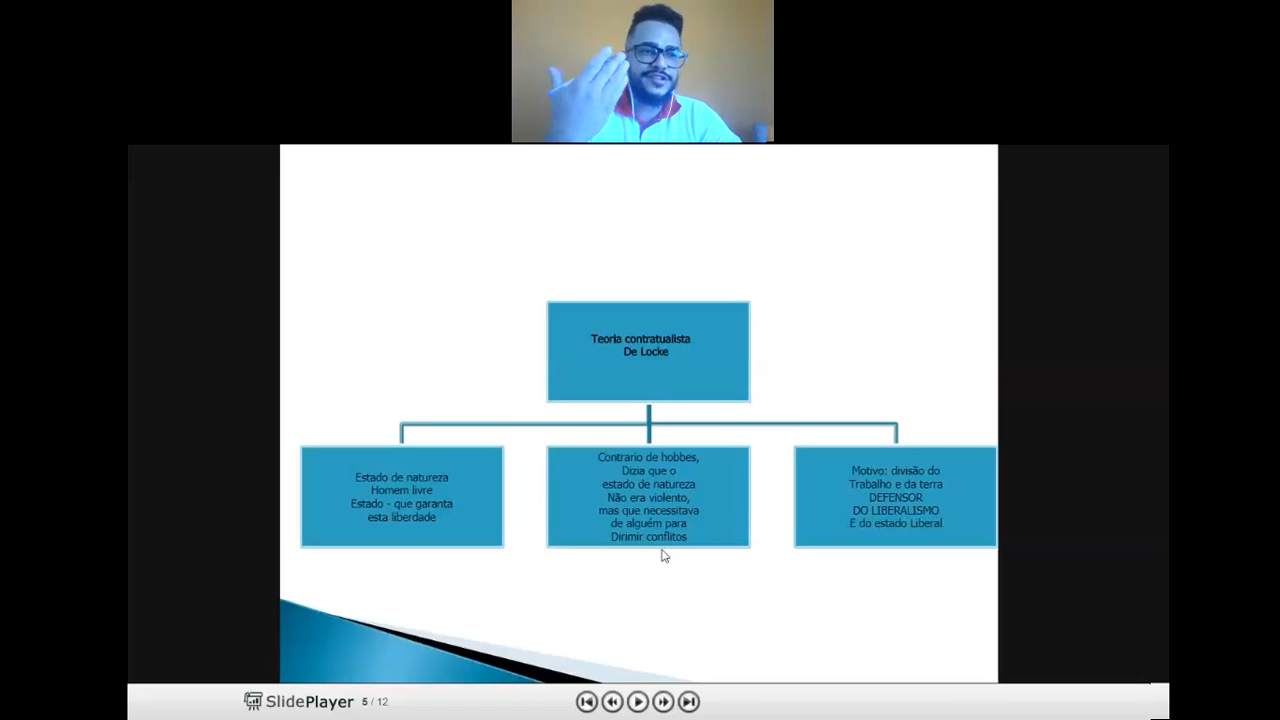 Teoria contratualista
De Locke
Estado de natureza
Homem livre
Estado - que garanta
esta liberdade
Contrario de hobbes,
Dizia que o
estado de natureza
Não era violento,
mas que necessitava
de alguém para
Dirimir conflitos
Motivo: divisão do
Trabalho e da terra
DEFENSOR
DO LIBERALISMO
E do estado Liberal
SlidePlayer 5 / 12